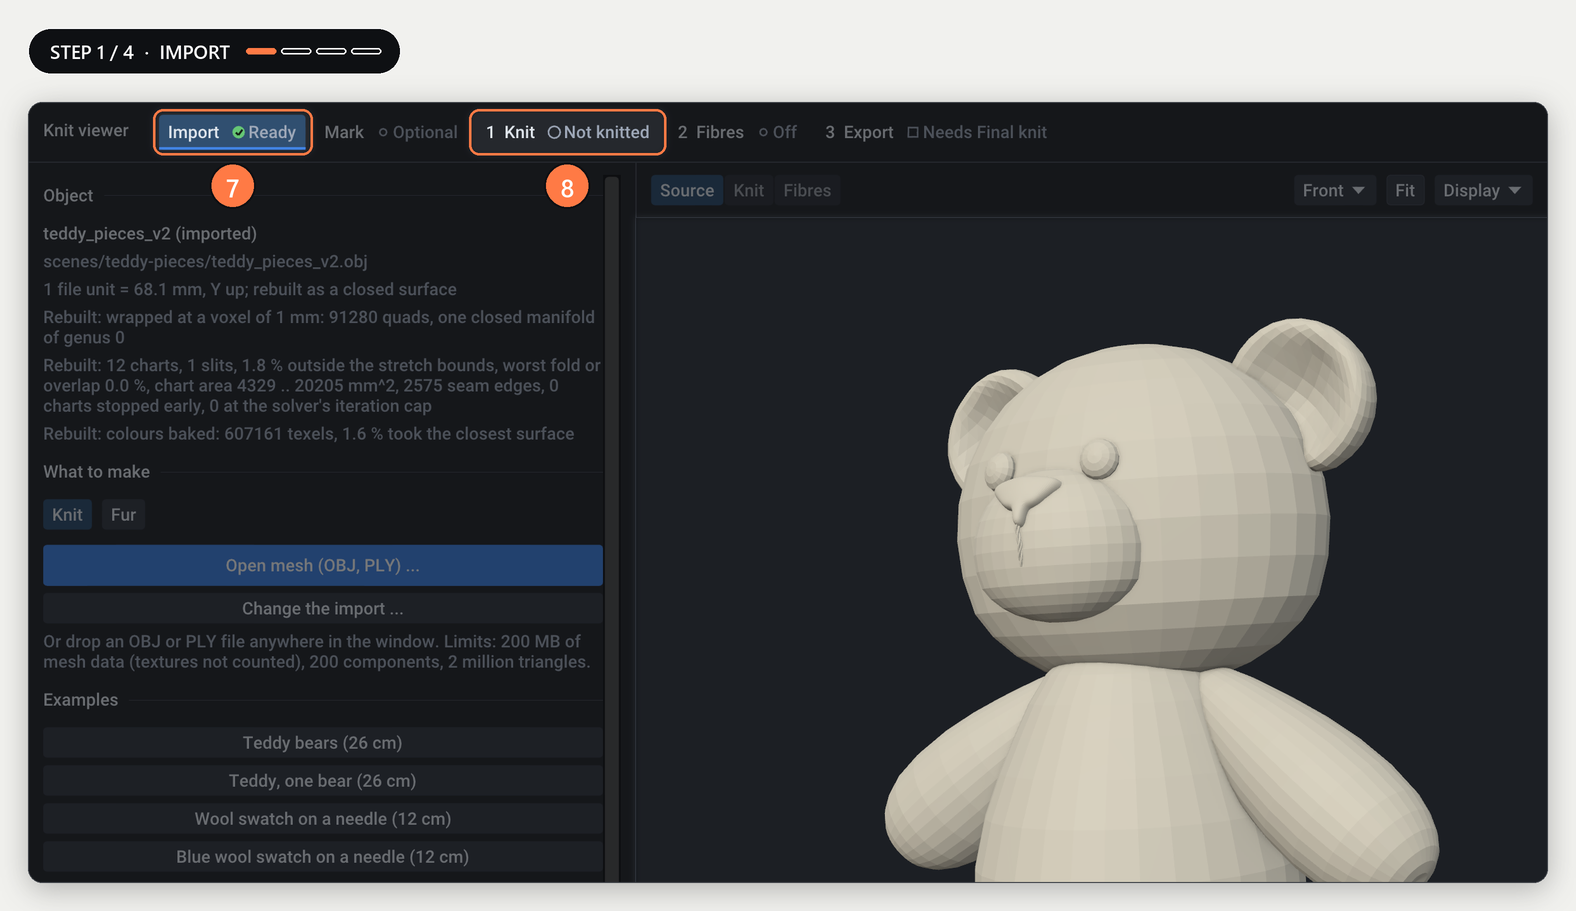 STEP 1 / 4 · IMPORT
Knit viewer
Import Ready
Mark Optional
1 Knit Not knitted
2 Fibres Off
3 Export Needs Final knit
7
8
Object
teddy_pieces_v2 (imported)
scenes/teddy-pieces/teddy_pieces_v2.obj
1 file unit = 68.1 mm, Y up; rebuilt as a closed surface
Rebuilt: wrapped at a voxel of 1 mm: 91280 quads, one closed manifold
of genus 0
Rebuilt: 12 charts, 1 slits, 1.8 % outside the stretch bounds, worst fold or
overlap 0.0 %, chart area 4329 .. 20205 mm^2, 2575 seam edges, 0
charts stopped early, 0 at the solver's iteration cap
Rebuilt: colours baked: 607161 texels, 1.6 % took the closest surface
What to make
Knit Fur
Open mesh (OBJ, PLY) ...
Change the import ...
Or drop an OBJ or PLY file anywhere in the window. Limits: 200 MB of
mesh data (textures not counted), 200 components, 2 million triangles.
Examples
Teddy bears (26 cm)
Teddy, one bear (26 cm)
Wool swatch on a needle (12 cm)
Blue wool swatch on a needle (12 cm)
Source Knit Fibres
Front Fit Display